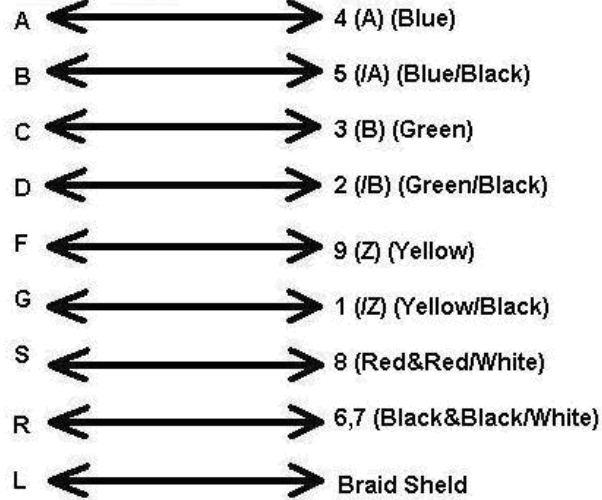 A 4 (A) (Blue)
B 5 (/A) (Blue/Black)
C 3 (B) (Green)
D 2 (/B) (Green/Black)
F 9 (Z) (Yellow)
G 1 (/Z) (Yellow/Black)
S 8 (Red&Red/White)
R 6,7 (Black&Black/White)
L Braid Sheld